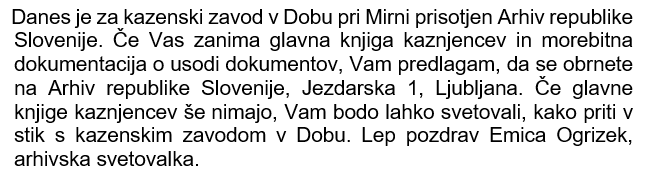 Danes je za kazenski zavod v Dobu pri Mirni prisotjen Arhiv republike
Slovenije. Če Vas zanima glavna knjiga kaznjencev in morebitna
dokumentacija o usodi dokumentov, Vam predlagam, da se obrnete
na Arhiv republike Slovenije, Jezdarska 1, Ljubljana. Če glavne
knjige kaznjencev še nimajo, Vam bodo lahko svetovali, kako priti v
stik s kazenskim zavodom v Dobu. Lep pozdrav Emica Ogrizek,
arhivska svetovalka.